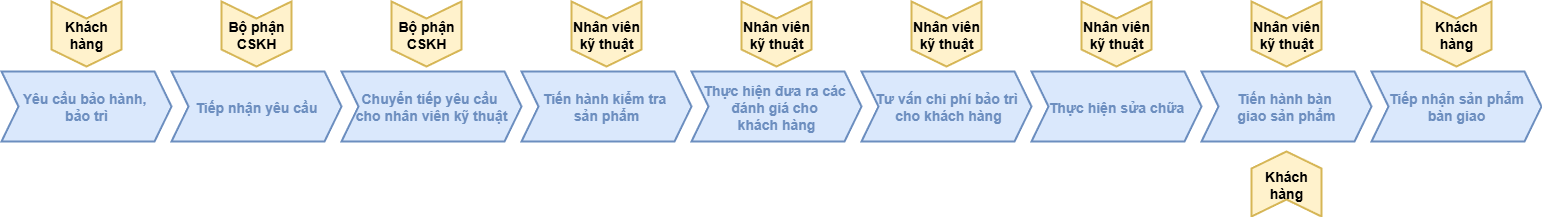 Khách
hàng
Bộ phận
CSKH
Bộ phận
CSKH
Nhân viên
kỹ thuật
Nhân viên
kỹ thuật
Nhân viên
kỹ thuật
Nhân viên
kỹ thuật
Nhân viên
kỹ thuật
Khách
hàng
Yêu cầu bảo hành,
bảo trì
Tiếp nhận yêu cầu
Chuyển tiếp yêu cầu
cho nhân viên kỹ thuật
Tiến hành kiểm tra
sản phẩm
Thực hiện đưa ra các
đánh giá cho
khách hàng
Tư vấn chi phí bảo trì
cho khách hàng
Thực hiện sửa chữa
Tiến hành bàn
giao sản phẩm
Tiếp nhận sản phẩm
bàn giao
Khách
hàng